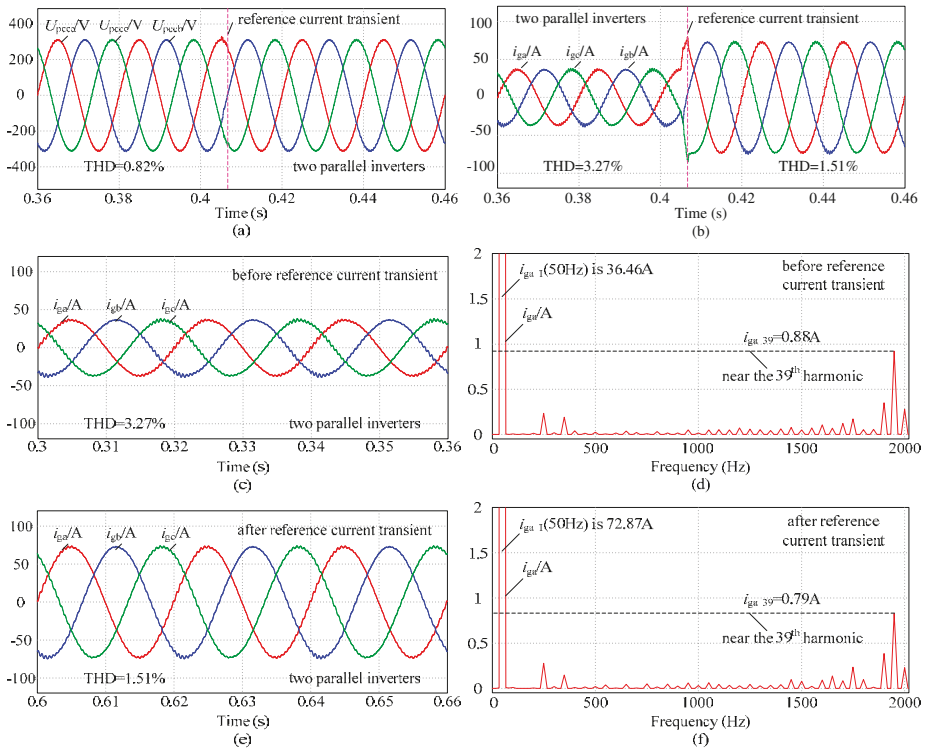 400
200
0
-200
-400
Upcca/V Upccc/V Upccb/V
reference current transient
THD=0.82%
two parallel inverters
0.36 0.38 0.4 0.42 0.44 0.46
Time (s)
(a)
100
50
0
-50
-100
two parallel inverters
reference current transient
iga/A igc/A igb/A
THD=3.27%
THD=1.51%
0.36 0.38 0.40 0.42 0.44 0.46
Time (s)
(b)
100
50
0
-50
-100
before reference current transient
iga/A igb/A igc/A
THD=3.27%
two parallel inverters
0.3 0.31 0.32 0.33 0.34 0.35 0.36
Time (s)
(c)
2
1.5
1
0.5
0
iga 1(50Hz) is 36.46A
before reference
current transient
iga/A
iga 39=0.88A
near the 39th harmonic
0 500 1000 1500 2000
Frequency (Hz)
(d)
100
50
0
-50
-100
iga/A igb/A igc/A
after reference current transient
THD=1.51%
two parallel inverters
0.6 0.61 0.62 0.63 0.64 0.65 0.66
Time (s)
(e)
2
1.5
1
0.5
0
iga 1(50Hz) is 72.87A
after reference
current transient
iga/A
iga 39=0.79A
near the 39th harmonic
0 500 1000 1500 2000
Frequency (Hz)
(f)